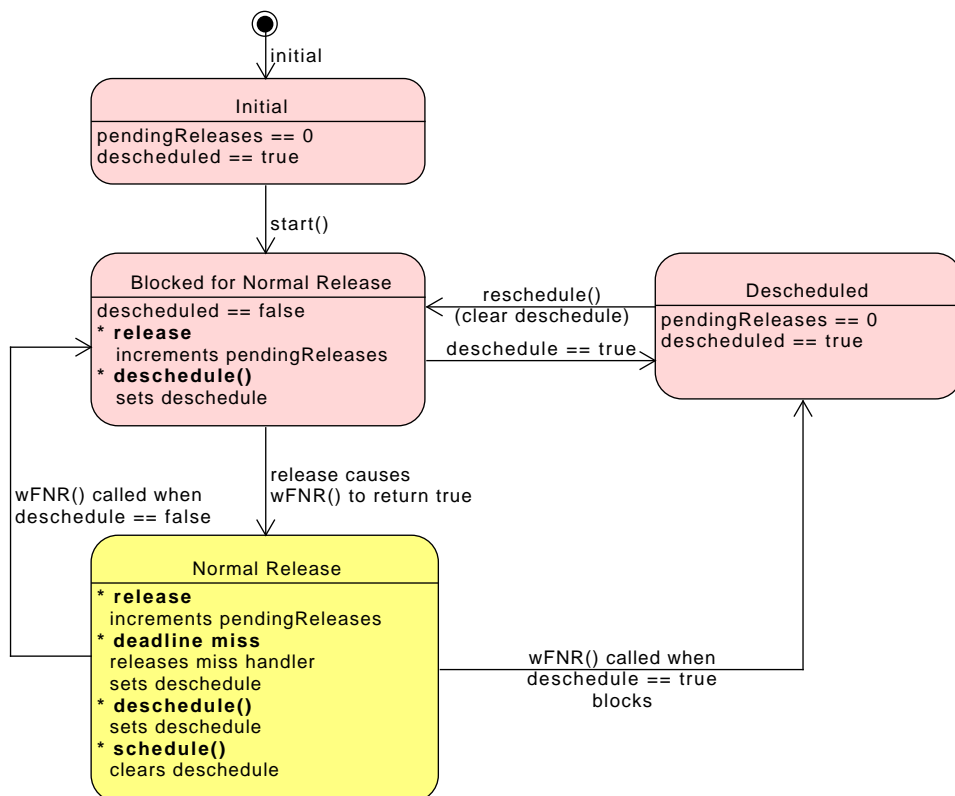 initial
Initial
pendingReleases == 0
descheduled == true
start()
Blocked for Normal Release
descheduled == false
* release
increments pendingReleases
* deschedule()
sets deschedule
reschedule()
(clear deschedule)
deschedule == true
Descheduled
pendingReleases == 0
descheduled == true
wFNR() called when
deschedule == false
release causes
wFNR() to return true
Normal Release
* release
increments pendingReleases
* deadline miss
releases miss handler
sets deschedule
* deschedule()
sets deschedule
* schedule()
clears deschedule
wFNR() called when
deschedule == true
blocks